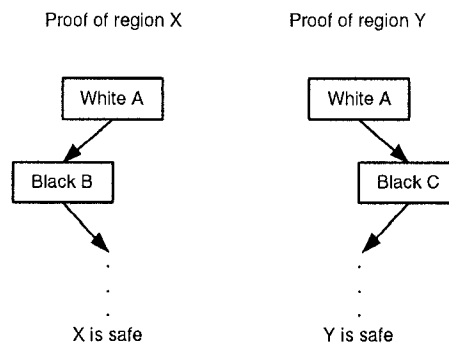 Proof of region X
Proof of region Y
White A
White A
Black B
Black C
X is safe
Y is safe